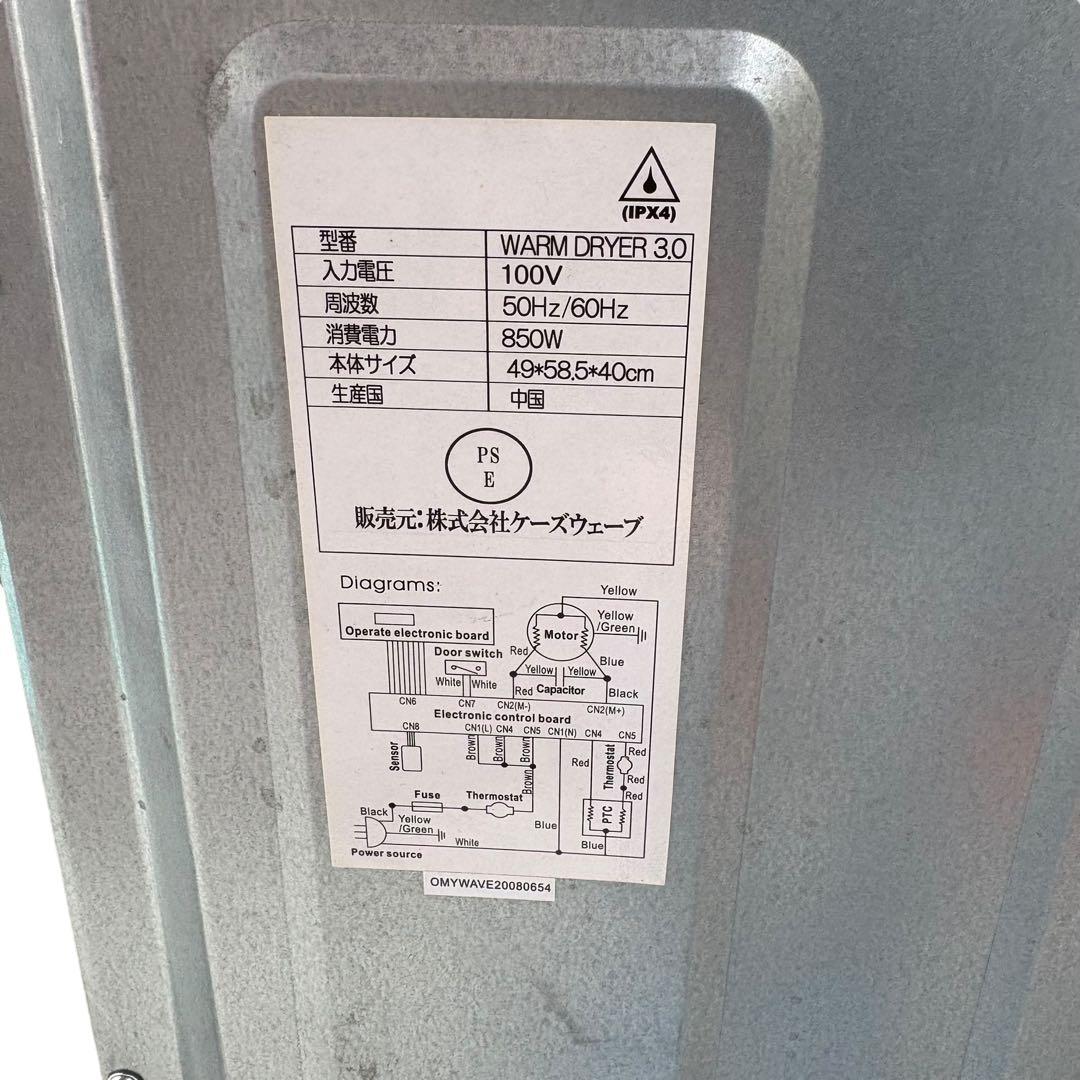 (IPX4)
型番 WARM DRYER 3.0
入力電圧 100V
周波数 50Hz/60Hz
消費電力 850W
本体サイズ 49*58.5*40cm
生産国 中国
PS
E
販売元:株式会社ケーズウェーブ
Diagrams:
Yellow
Operate electronic board
Motor
Yellow
/Green
Red
Blue
Door switch
White White
Yellow Yellow
Red Capacitor Black
CN6 CN7 CN2(M-) CN2(M+)
Electronic control board
CN8 CN1(L) CN4 CN5 CN1(N) CN4 CN5
Sensor
Brown
Brown
Brown
Brown
Red
Thermostat
Red
Red
Red
PTC
Fuse
Thermostat
Black
Yellow
/Green
White
Blue
Blue
Power source
OMYWAVE20080654